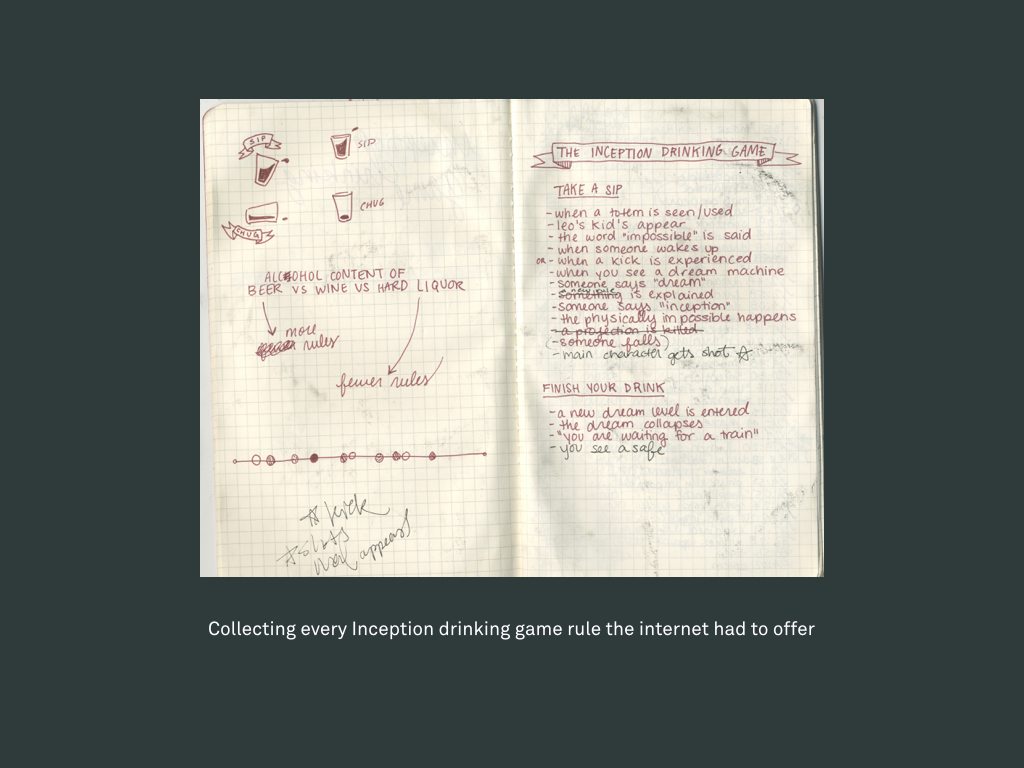 SIP
SIP
CHUG
CHUG
ALCOHOL CONTENT OF
BEER VS WINE VS HARD LIQUOR
more
rules
fewer rules
kick
appears
THE INCEPTION DRINKING GAME
TAKE A SIP
-when a totem is seen/used
-leo's kid's appear
-the word "impossible" is said
-when someone wakes up
OR -when a kick is experienced
-when you see a dream machine
-someone says "dream"
-something is explained
-someone says "inception"
-the physically impossible happens
-a projection is killed
(-someone falls)
-main character gets shot ☆
FINISH YOUR DRINK
-a new dream level is entered
-the dream collapses
-"you are waiting for a train"
-you see a safe
Collecting every Inception drinking game rule the internet had to offer